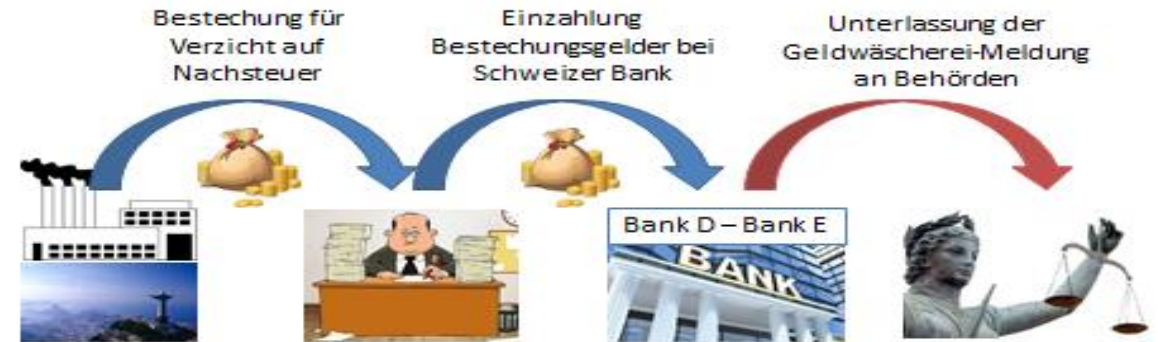 Bestechung für
Verzicht auf
Nachsteuer
Einzahlung
Bestechungsgelder bei
Schweizer Bank
Unterlassung der
Geldwäscherei-Meldung
an Behörden
Bank D – Bank E
BANK